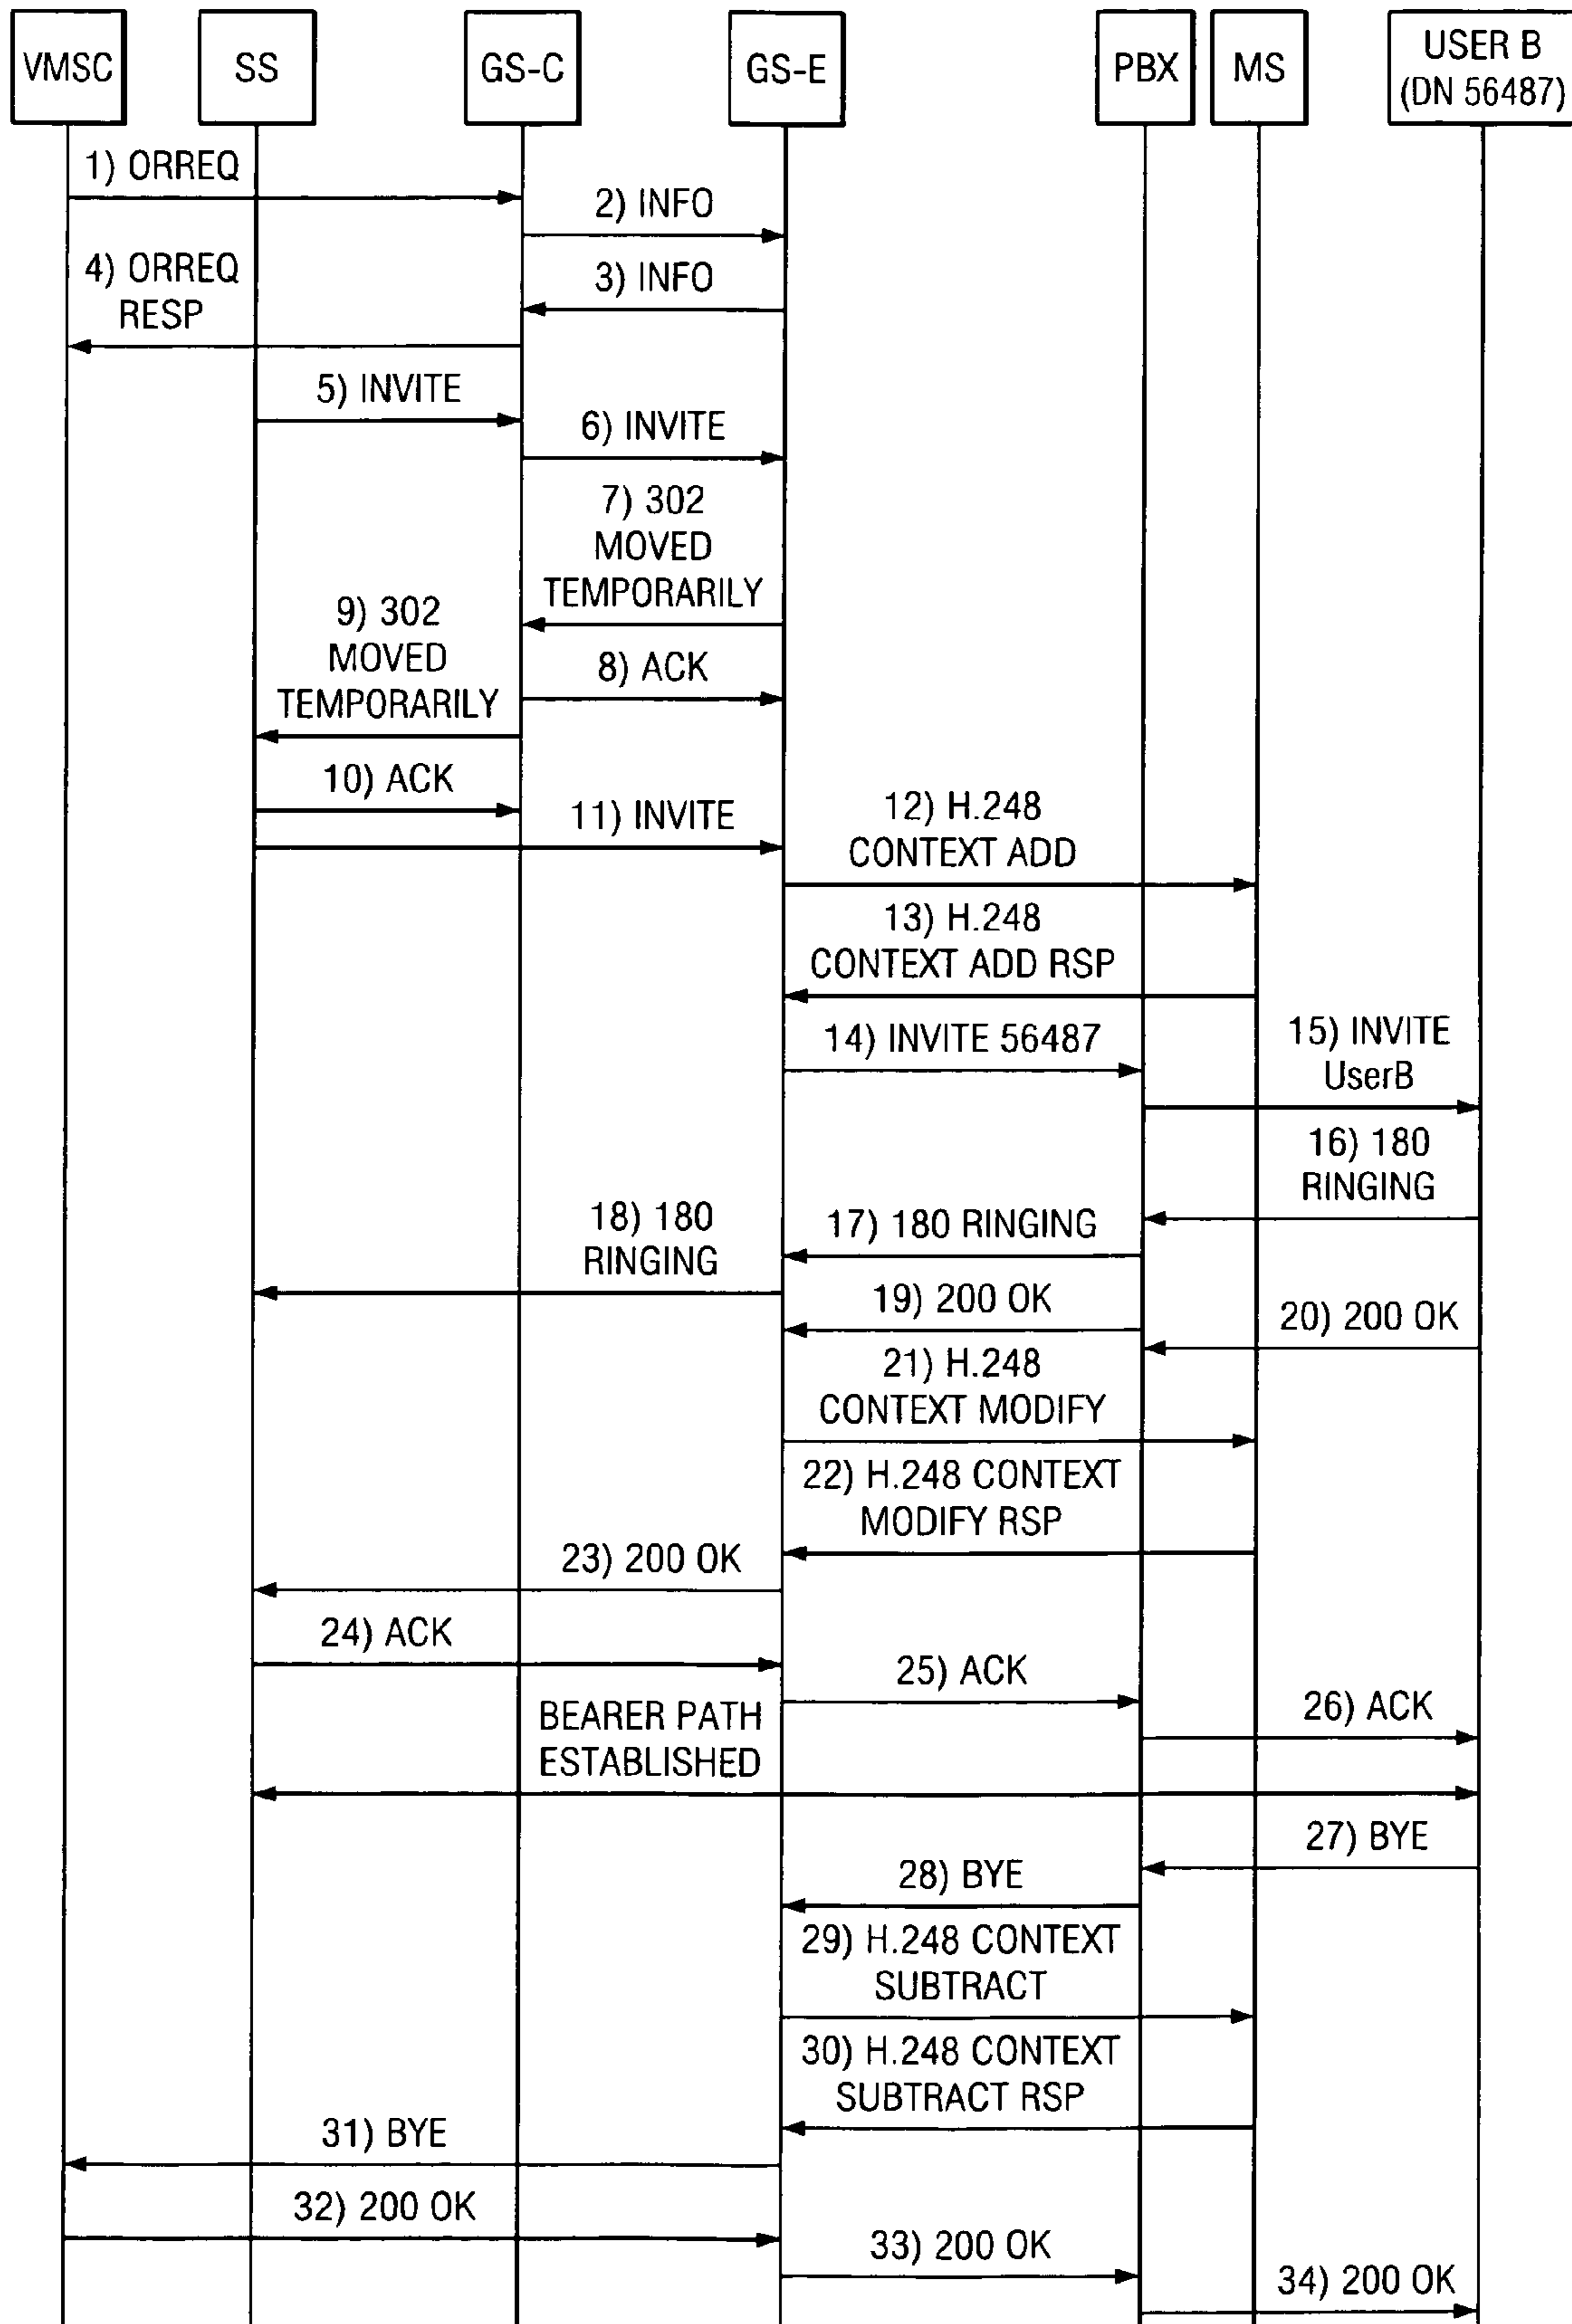 VMSC
SS
GS-C
GS-E
PBX
MS
USER B
(DN 56487)
1) ORREQ
2) INFO
3) INFO
4) ORREQ
RESP
5) INVITE
6) INVITE
7) 302
MOVED
TEMPORARILY
8) ACK
9) 302
MOVED
TEMPORARILY
10) ACK
11) INVITE
12) H.248
CONTEXT ADD
13) H.248
CONTEXT ADD RSP
14) INVITE 56487
15) INVITE
UserB
16) 180
RINGING
17) 180 RINGING
18) 180
RINGING
19) 200 OK
20) 200 OK
21) H.248
CONTEXT MODIFY
22) H.248 CONTEXT
MODIFY RSP
23) 200 OK
24) ACK
25) ACK
26) ACK
BEARER PATH
ESTABLISHED
27) BYE
28) BYE
29) H.248 CONTEXT
SUBTRACT
30) H.248 CONTEXT
SUBTRACT RSP
31) BYE
32) 200 OK
33) 200 OK
34) 200 OK